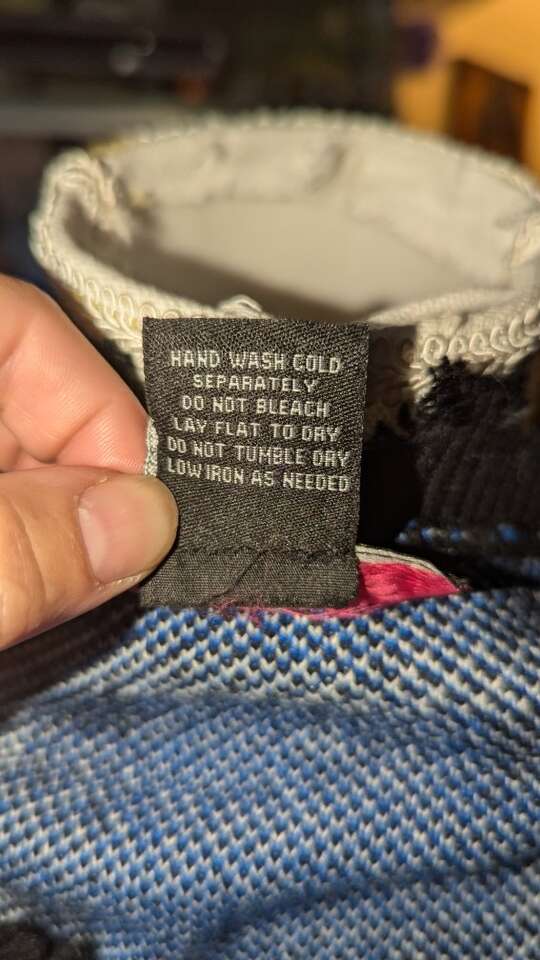 HAND WASH COLD
SEPARATELY
DO NOT BLEACH
LAY FLAT TO DRY
DO NOT TUMBLE DRY
LOW IRON AS NEEDED